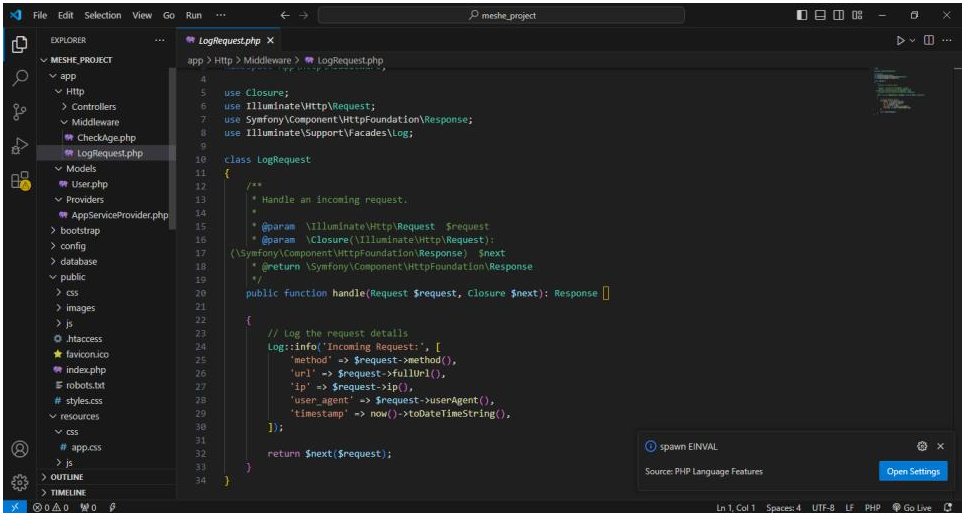 File Edit Selection View Go Run ···
meshe_project
EXPLORER ···
MESHE_PROJECT
app
Http
Controllers
Middleware
CheckAge.php
LogRequest.php
Models
User.php
Providers
AppServiceProvider.php
bootstrap
config
database
public
css
images
js
.htaccess
favicon.ico
index.php
robots.txt
styles.css
resources
css
app.css
js
OUTLINE
TIMELINE
LogRequest.php
app > Http > Middleware > LogRequest.php
4
5 use Closure;
6 use Illuminate\Http\Request;
7 use Symfony\Component\HttpFoundation\Response;
8 use Illuminate\Support\Facades\Log;
9
10 class LogRequest
11 {
12 /**
13 * Handle an incoming request.
14 *
15 * @param \Illuminate\Http\Request $request
16 * @param \Closure(\Illuminate\Http\Request):
17 (\Symfony\Component\HttpFoundation\Response) $next
18 * @return \Symfony\Component\HttpFoundation\Response
19 */
20 public function handle(Request $request, Closure $next): Response
21
22 {
23 // Log the request details
24 Log::info('Incoming Request:', [
25 'method' => $request->method(),
26 'url' => $request->fullUrl(),
27 'ip' => $request->ip(),
28 'user_agent' => $request->userAgent(),
29 'timestamp' => now()->toDateTimeString(),
30 ]);
31
32 return $next($request);
33 }
34 }
spawn EINVAL
Source: PHP Language Features
Open Settings
0 0 0 Ln 1, Col 1 Spaces: 4 UTF-8 LF PHP Go Live